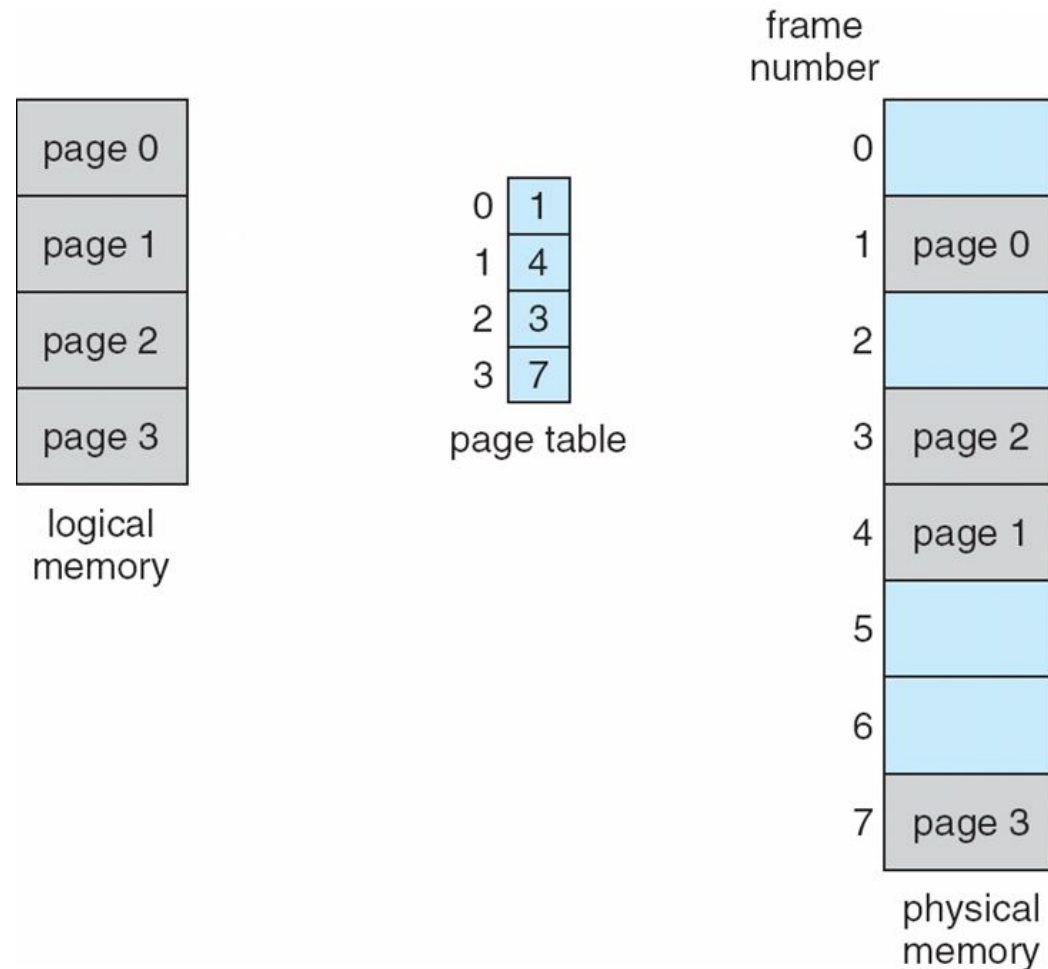 frame
number
page 0
page 1
page 2
page 3
logical
memory
0 1
1 4
2 3
3 7
page table
0
1 page 0
2
3 page 2
4 page 1
5
6
7 page 3
physical
memory